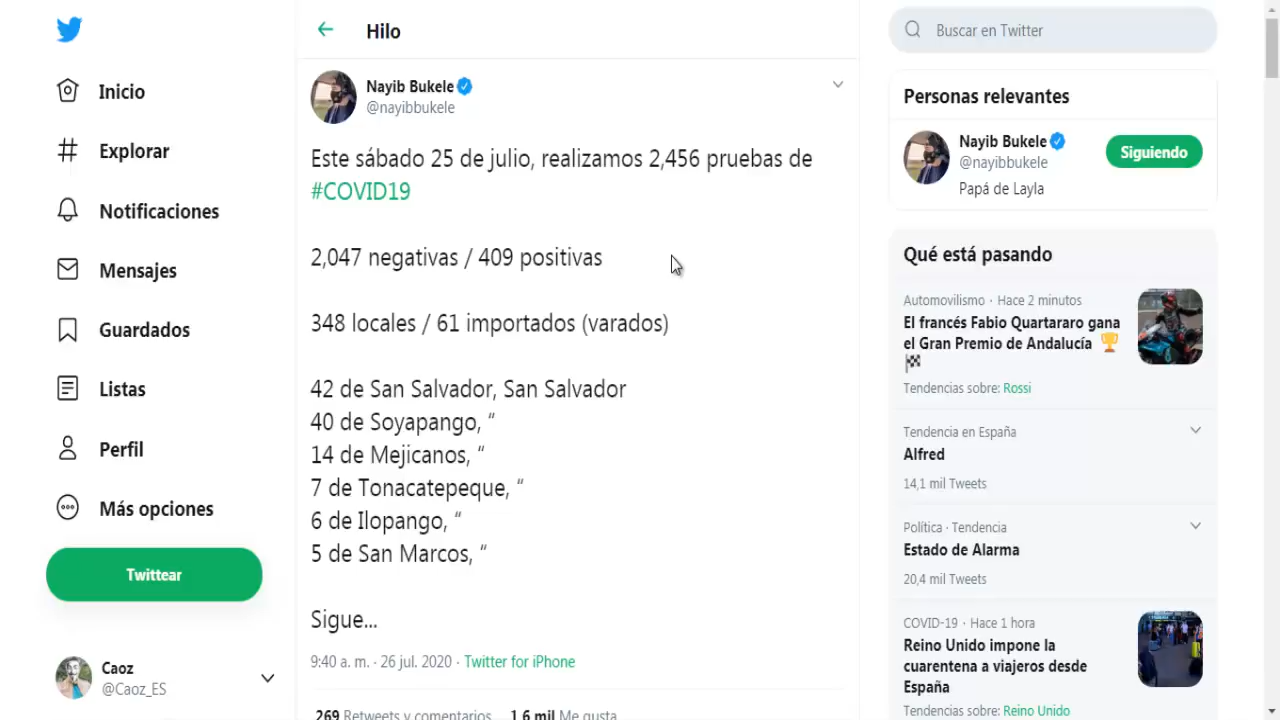 Inicio
Explorar
Notificaciones
Mensajes
Guardados
Listas
Perfil
Más opciones
Twittear
Caoz
@Caoz_ES
Hilo
Nayib Bukele
@nayibbukele
Este sábado 25 de julio, realizamos 2,456 pruebas de
#COVID19
2,047 negativas / 409 positivas
348 locales / 61 importados (varados)
42 de San Salvador, San Salvador
40 de Soyapango, “
14 de Mejicanos, “
7 de Tonacatepeque, “
6 de Ilopango, “
5 de San Marcos, “
Sigue...
9:40 a. m. · 26 jul. 2020 · Twitter for iPhone
269 Retweets y comentarios 1,6 mil Me gusta
Buscar en Twitter
Personas relevantes
Nayib Bukele
@nayibbukele
Siguiendo
Papá de Layla
Qué está pasando
Automovilismo · Hace 2 minutos
El francés Fabio Quartararo gana
el Gran Premio de Andalucía 🏆
🏁
Tendencias sobre: Rossi
Tendencia en España
Alfred
14,1 mil Tweets
Política · Tendencia
Estado de Alarma
20,4 mil Tweets
COVID-19 · Hace 1 hora
Reino Unido impone la
cuarentena a viajeros desde
España
Tendencias sobre: Reino Unido